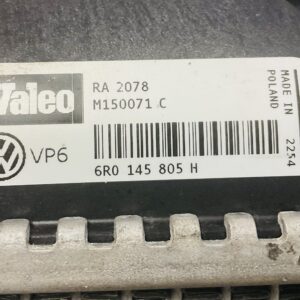 Valeo
RA 2078
M150071 C
VP6
6R0 145 805 H
MADE IN
POLAND
2254